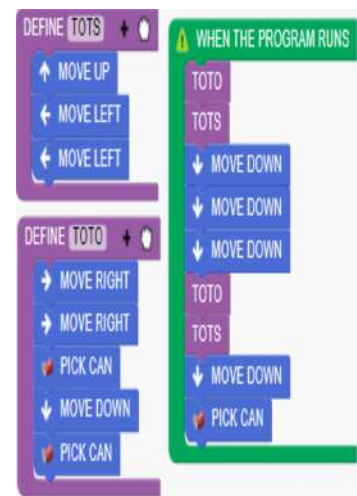 DEFINE TOTS +
MOVE UP
MOVE LEFT
MOVE LEFT
DEFINE TOTO +
MOVE RIGHT
MOVE RIGHT
PICK CAN
MOVE DOWN
PICK CAN
WHEN THE PROGRAM RUNS
TOTO
TOTS
MOVE DOWN
MOVE DOWN
MOVE DOWN
TOTO
TOTS
MOVE DOWN
PICK CAN